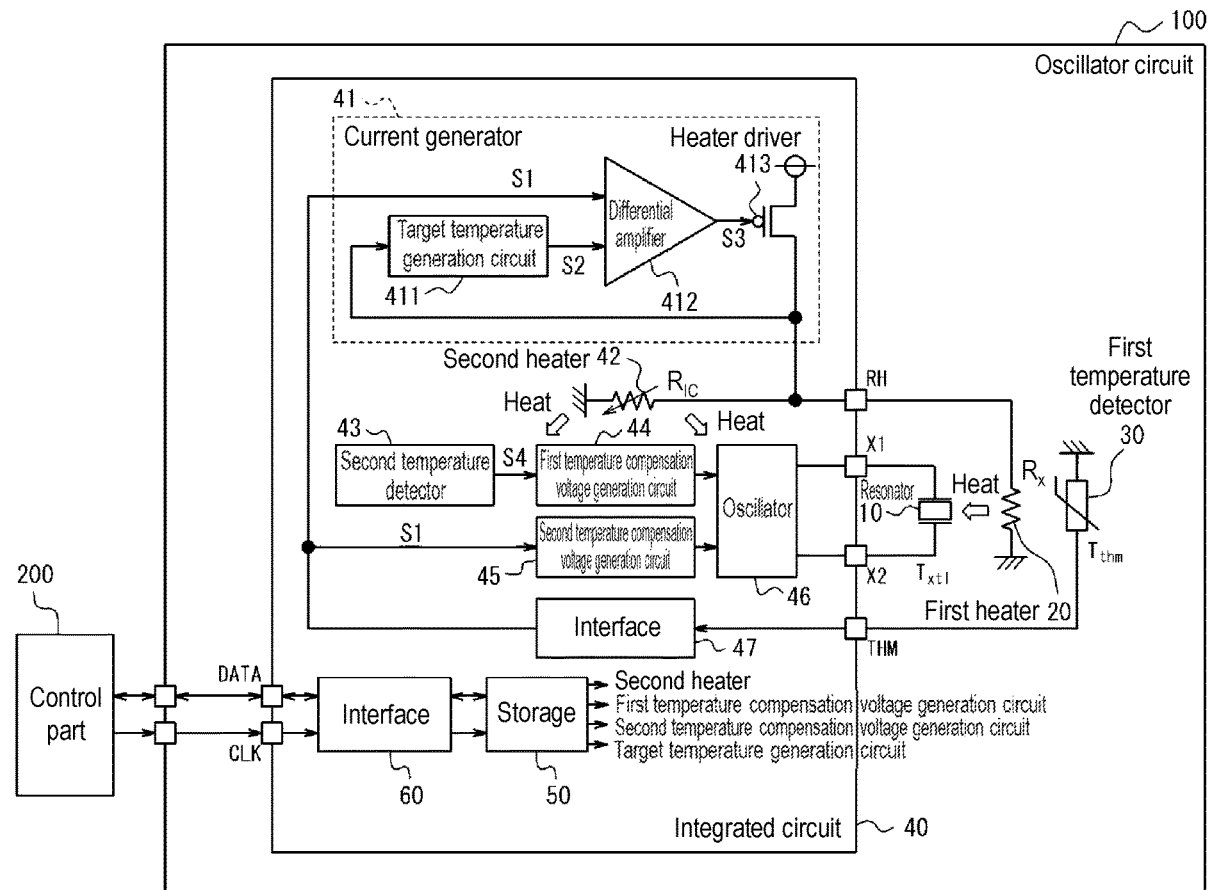 100
Oscillator circuit
41
Current generator
Heater driver
413
S1
Differential
amplifier
S3
Target temperature
generation circuit
S2
411
412
Second heater 42
RIC
Heat
Heat
RH
First
temperature
detector
30
43
44
X1
Second temperature
detector
S4
First temperature compensation
voltage generation circuit
Oscillator
Resonator
10
Heat
Rx
S1
Second temperature compensation
voltage generation circuit
45
46
X2
Txtl
Tthm
First heater 20
200
Interface
47
THM
Control
part
DATA
CLK
Interface
60
Storage
50
Second heater
First temperature compensation voltage generation circuit
Second temperature compensation voltage generation circuit
Target temperature generation circuit
Integrated circuit
40